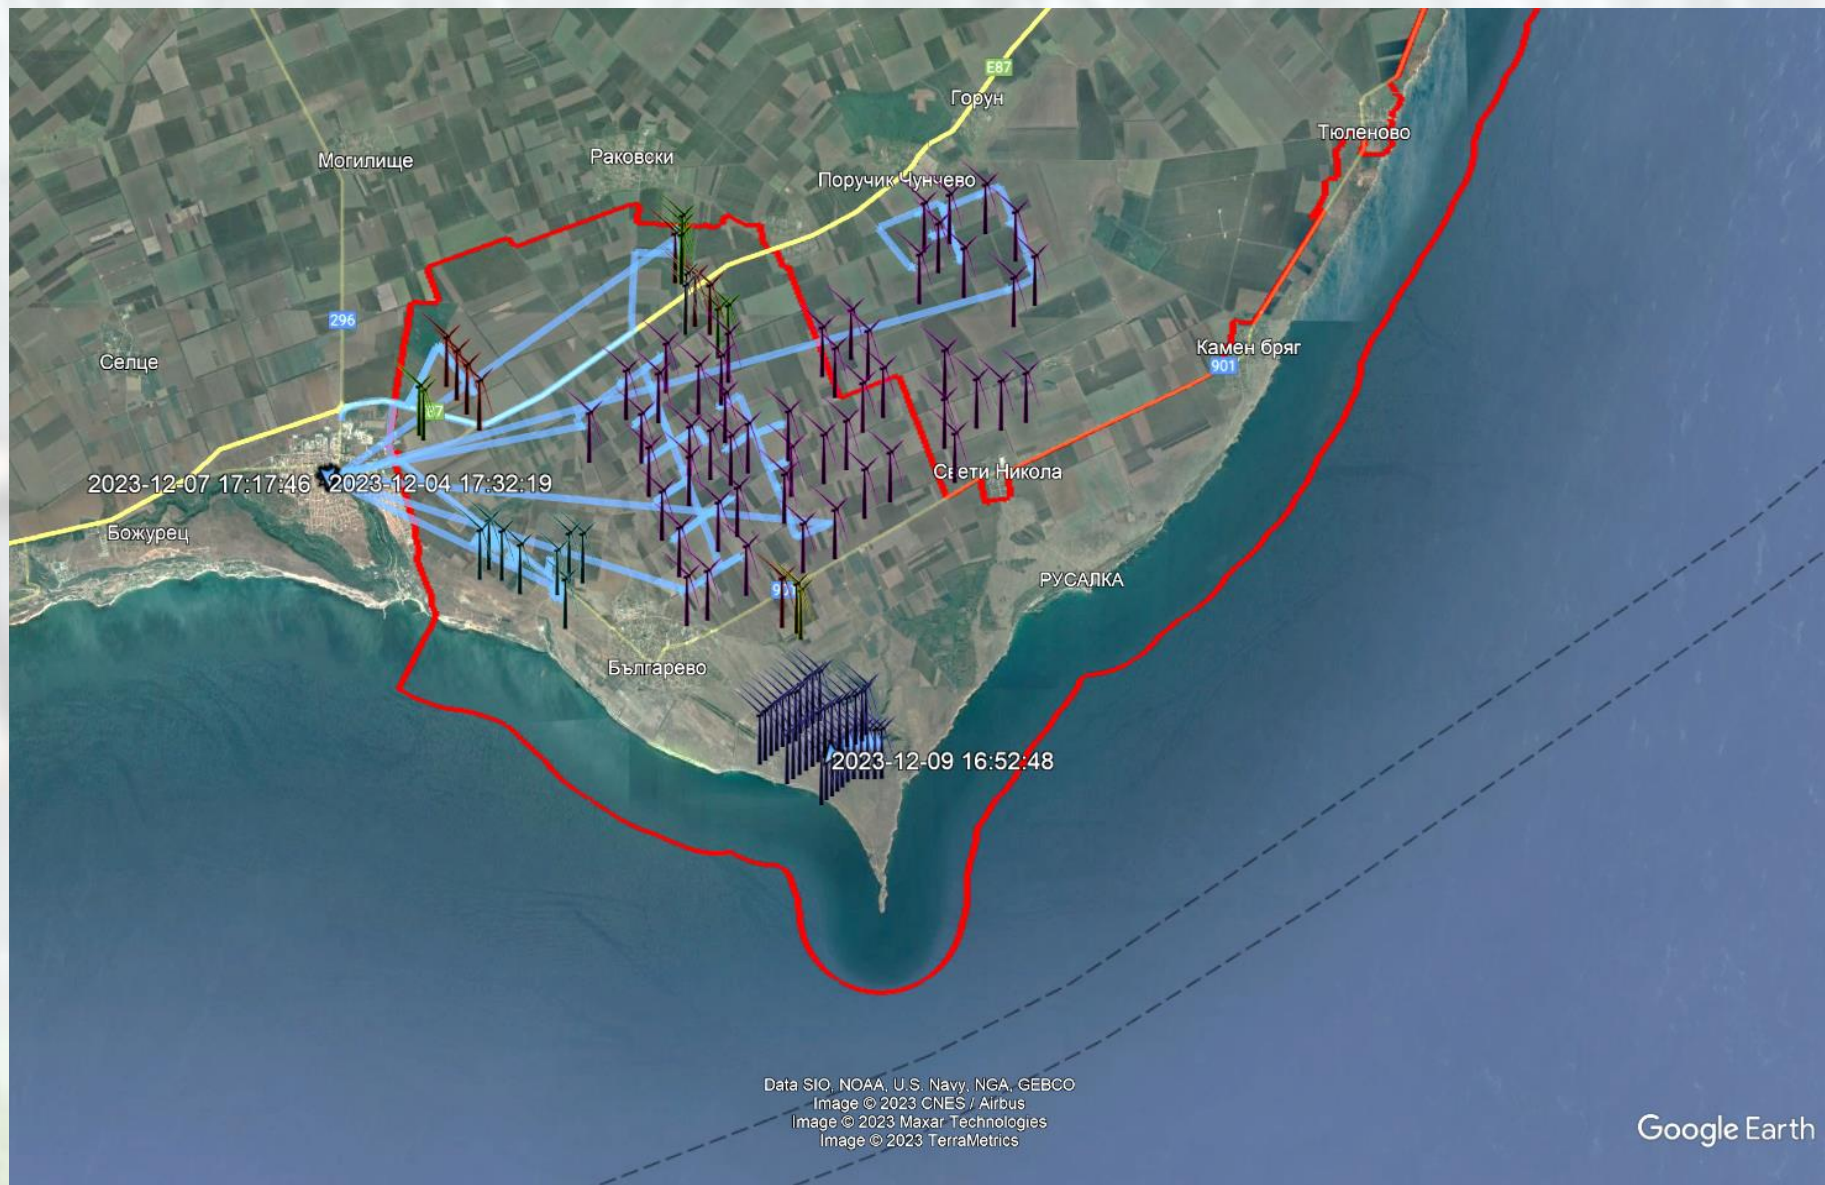 E87
Горун
Тюленово
Могилище
Раковски
Поручик Чунчево
296
Камен бряг
901
Селце
87
Свети Никола
2023-12-07 17:17:46
2023-12-04 17:32:19
Божурец
РУСАЛКА
901
Българево
2023-12-09 16:52:48
Data SIO, NOAA, U.S. Navy, NGA, GEBCO
Image © 2023 CNES / Airbus
Image © 2023 Maxar Technologies
Image © 2023 TerraMetrics
Google Earth